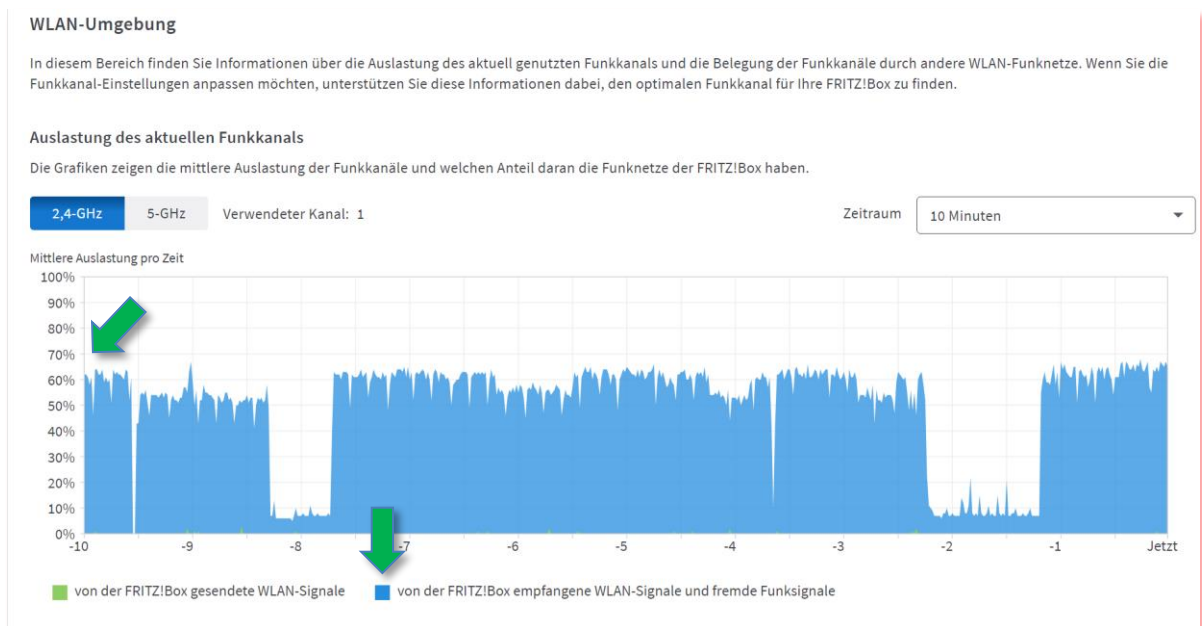 WLAN-Umgebung
In diesem Bereich finden Sie Informationen über die Auslastung des aktuell genutzten Funkkanals und die Belegung der Funkkanäle durch andere WLAN-Funknetze. Wenn Sie die
Funkkanal-Einstellungen anpassen möchten, unterstützen Sie diese Informationen dabei, den optimalen Funkkanal für Ihre FRITZ!Box zu finden.
Auslastung des aktuellen Funkkanals
Die Grafiken zeigen die mittlere Auslastung der Funkkanäle und welchen Anteil daran die Funknetze der FRITZ!Box haben.
2,4-GHz 5-GHz Verwendeter Kanal: 1 Zeitraum 10 Minuten
Mittlere Auslastung pro Zeit
100%
90%
80%
70%
60%
50%
40%
30%
20%
10%
0%
-10 -9 -8 -7 -6 -5 -4 -3 -2 -1 Jetzt
von der FRITZ!Box gesendete WLAN-Signale von der FRITZ!Box empfangene WLAN-Signale und fremde Funksignale